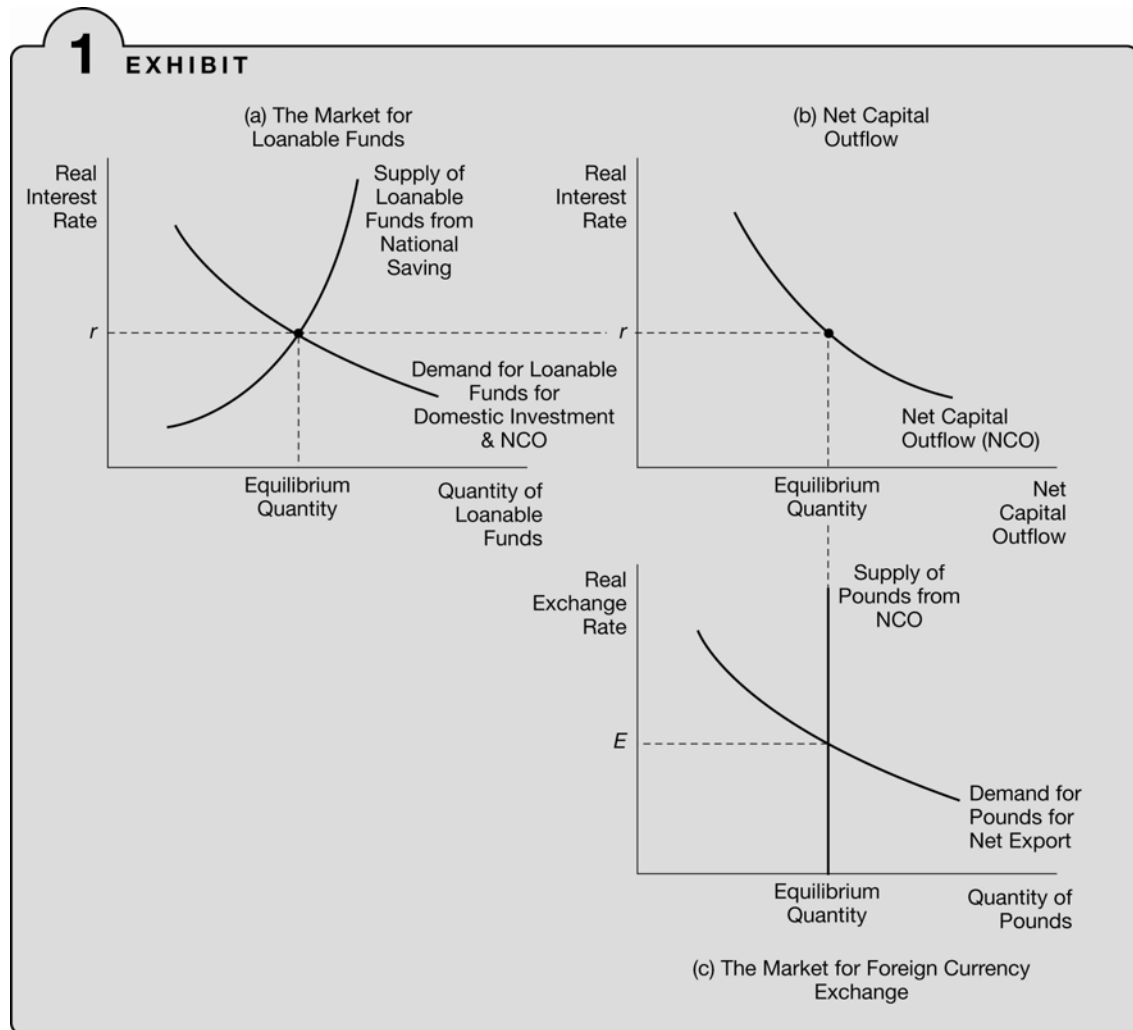 1 EXHIBIT
(a) The Market for
Loanable Funds
Real
Interest
Rate
Supply of
Loanable
Funds from
National
Saving
r
Demand for Loanable
Funds for
Domestic Investment
& NCO
Equilibrium
Quantity
Quantity of
Loanable
Funds
(b) Net Capital
Outflow
Real
Interest
Rate
r
Net Capital
Outflow (NCO)
Equilibrium
Quantity
Net
Capital
Outflow
Real
Exchange
Rate
Supply of
Pounds from
NCO
E
Demand for
Pounds for
Net Export
Equilibrium
Quantity
Quantity of
Pounds
(c) The Market for Foreign Currency
Exchange